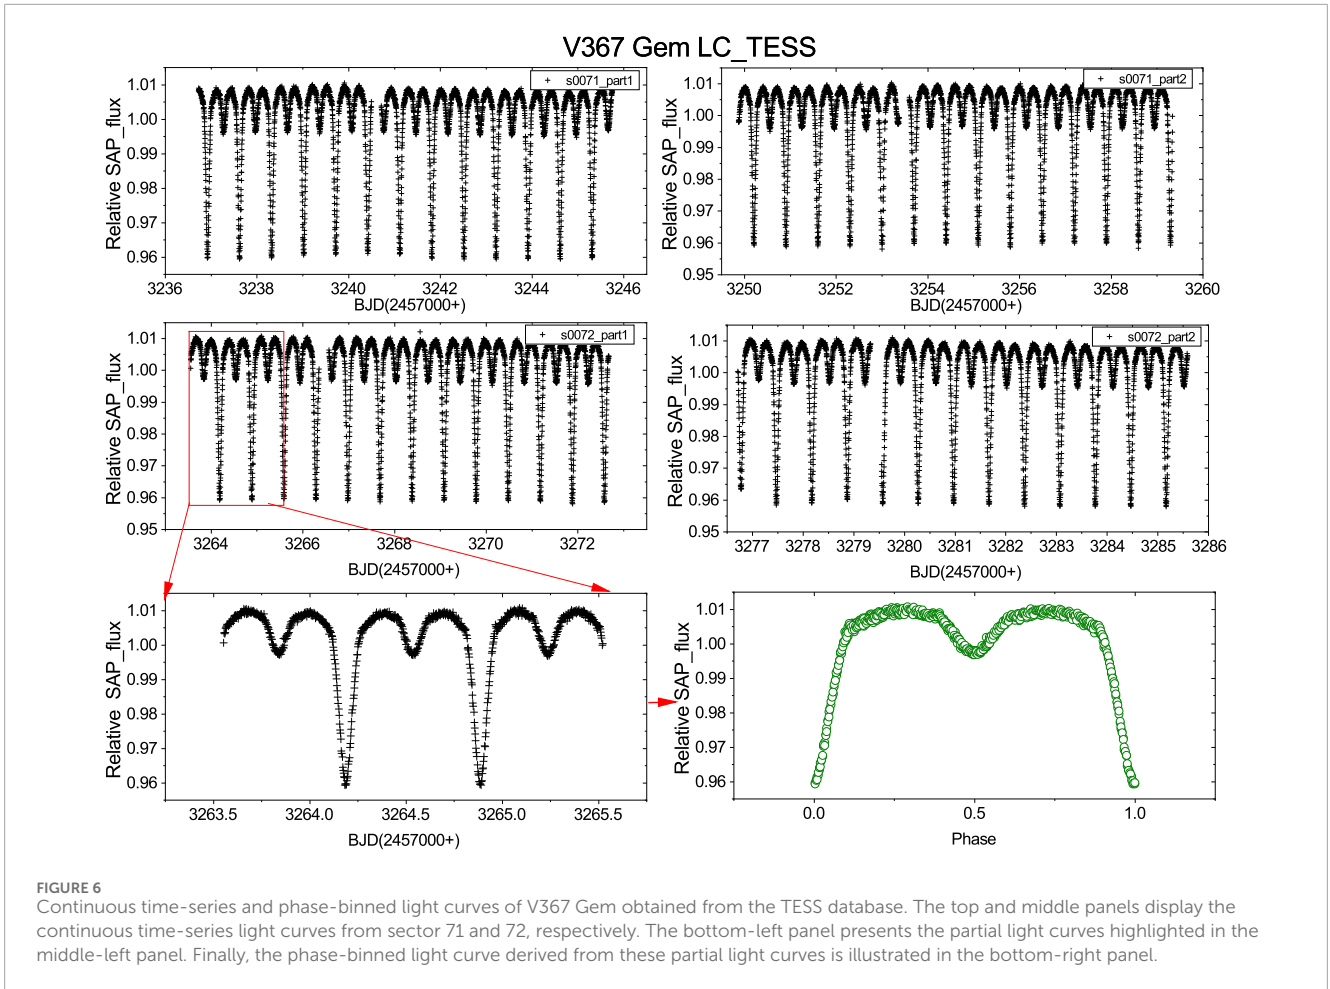 V367 Gem LC_TESS
Relative SAP_flux
1.01
1.00
0.99
0.98
0.97
0.96
s0071_part1
3236 3238 3240 3242 3244 3246
BJD(2457000+)
Relative SAP_flux
1.01
1.00
0.99
0.98
0.97
0.96
0.95
s0071_part2
3250 3252 3254 3256 3258 3260
BJD(2457000+)
Relative SAP_flux
1.01
1.00
0.99
0.98
0.97
0.96
0.95
s0072_part1
3264 3266 3268 3270 3272
BJD(2457000+)
Relative SAP_flux
1.01
1.00
0.99
0.98
0.97
0.96
0.95
s0072_part2
3277 3278 3279 3280 3281 3282 3283 3284 3285 3286
BJD(2457000+)
Relative SAP_flux
1.01
1.00
0.99
0.98
0.97
0.96
3263.5 3264.0 3264.5 3265.0 3265.5
BJD(2457000+)
Relative SAP_flux
1.01
1.00
0.99
0.98
0.97
0.96
0.0 0.5 1.0
Phase
FIGURE 6
Continuous time-series and phase-binned light curves of V367 Gem obtained from the TESS database. The top and middle panels display the
continuous time-series light curves from sector 71 and 72, respectively. The bottom-left panel presents the partial light curves highlighted in the
middle-left panel. Finally, the phase-binned light curve derived from these partial light curves is illustrated in the bottom-right panel.